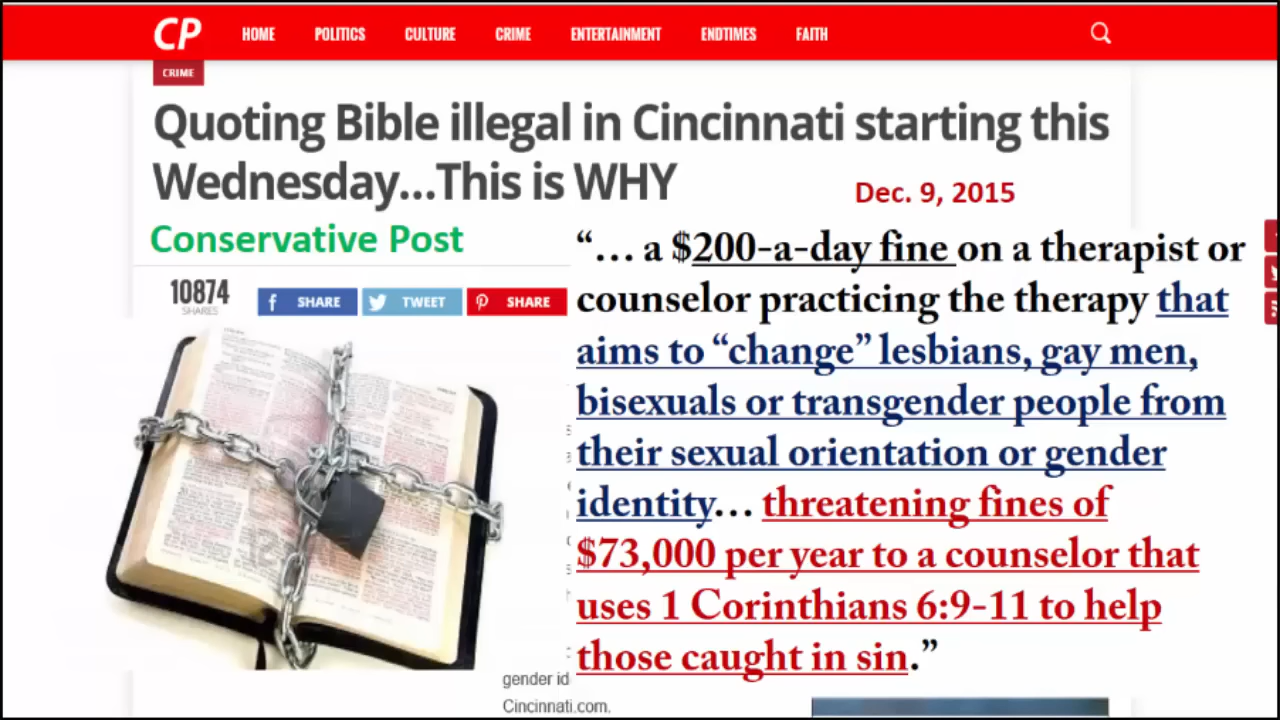 CP HOME POLITICS CULTURE CRIME ENTERTAINMENT ENDTIMES FAITH
CRIME
Quoting Bible illegal in Cincinnati starting this
Wednesday...This is WHY
Dec. 9, 2015
Conservative Post
10874
SHARES
SHARE TWEET SHARE
“... a $200-a-day fine on a therapist or
counselor practicing the therapy that
aims to “change” lesbians, gay men,
bisexuals or transgender people from
their sexual orientation or gender
identity... threatening fines of
$73,000 per year to a counselor that
uses 1 Corinthians 6:9-11 to help
those caught in sin.”
gender id
Cincinnati.com,